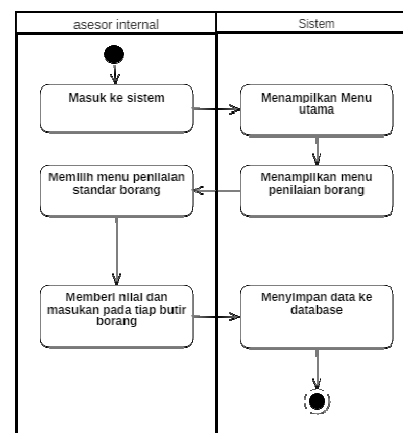 asesor internal
Sistem
Masuk ke sistem
Menampilkan Menu
utama
Memilih menu penilaian
standar borang
Menampilkan menu
penilaian borang
Memberi nilai dan
masukan pada tiap butir
borang
Menyimpan data ke
database